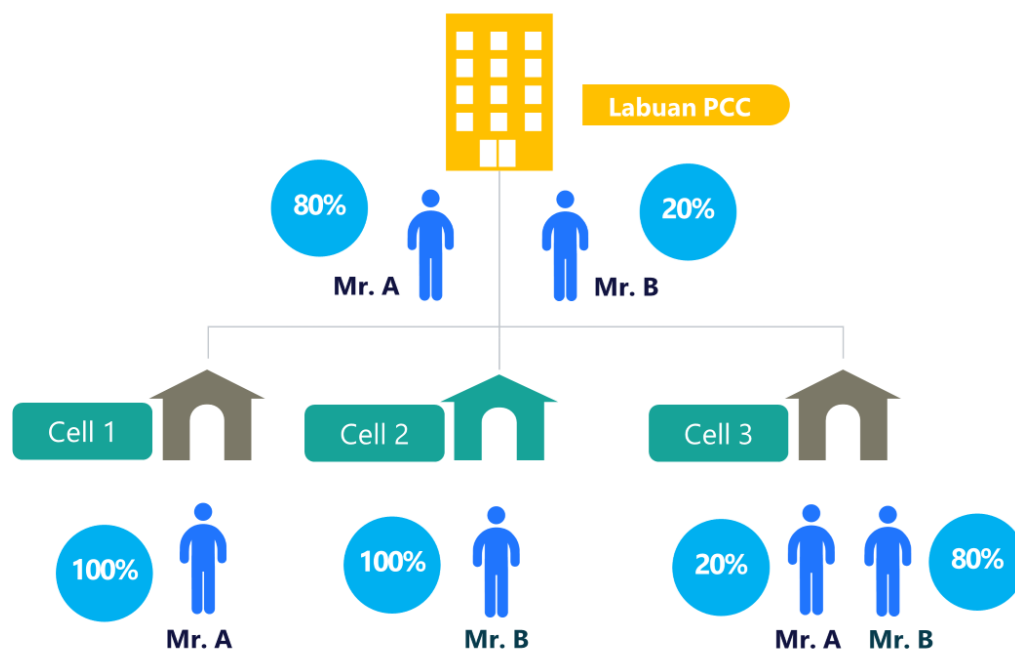 Labuan PCC
80%
20%
Mr. A
Mr. B
Cell 1
Cell 2
Cell 3
100%
100%
20%
80%
Mr. A
Mr. B
Mr. A
Mr. B